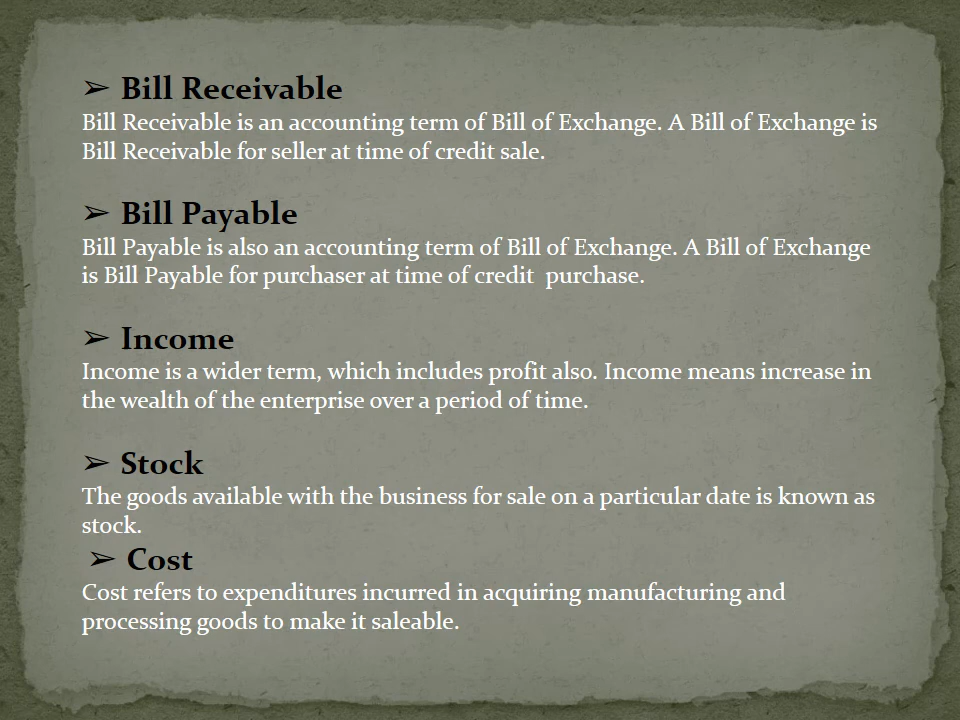 ➢ Bill Receivable
Bill Receivable is an accounting term of Bill of Exchange. A Bill of Exchange is
Bill Receivable for seller at time of credit sale.
➢ Bill Payable
Bill Payable is also an accounting term of Bill of Exchange. A Bill of Exchange
is Bill Payable for purchaser at time of credit  purchase.
➢ Income
Income is a wider term, which includes profit also. Income means increase in
the wealth of the enterprise over a period of time.
➢ Stock
The goods available with the business for sale on a particular date is known as
stock.
➢ Cost
Cost refers to expenditures incurred in acquiring manufacturing and
processing goods to make it saleable.